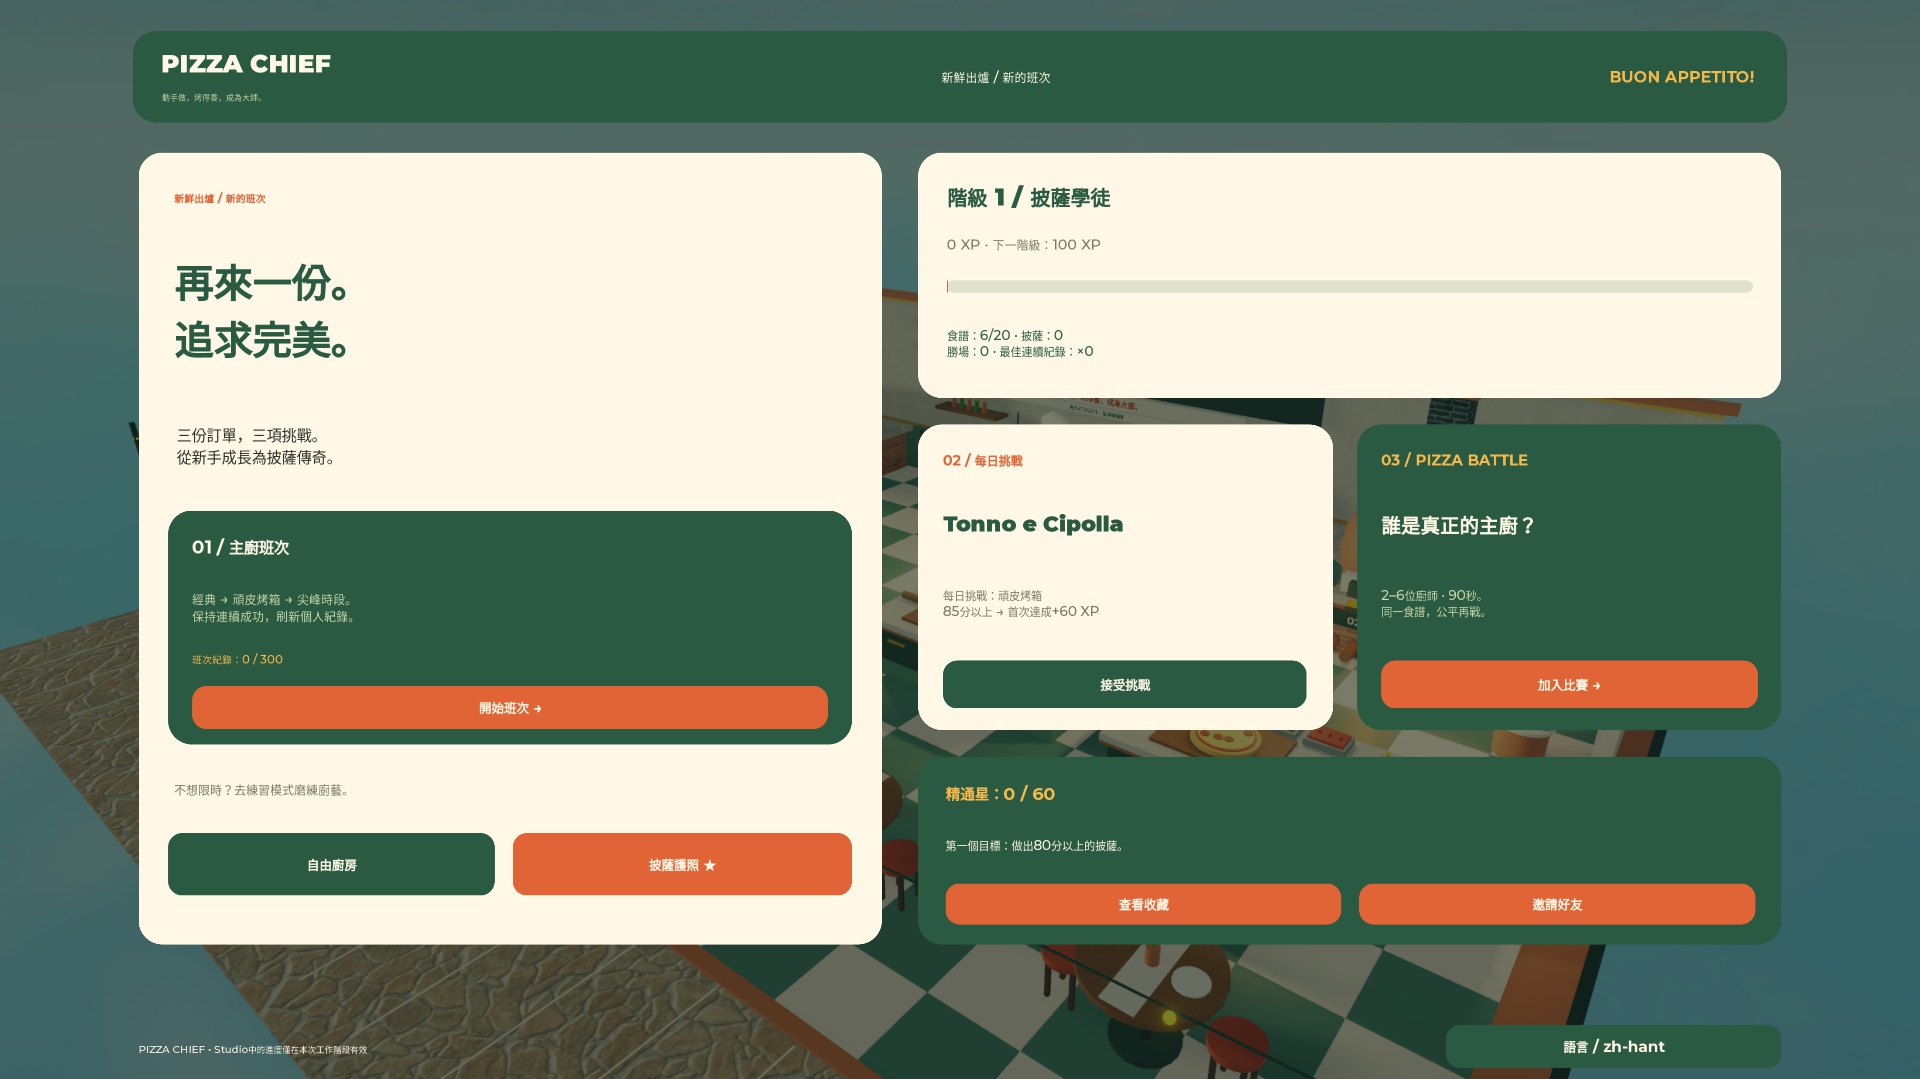 PIZZA CHIEF
動手做，烤得香，成為大師。
新鮮出爐 / 新的班次
BUON APPETITO!
新鮮出爐 / 新的班次
再來一份。
追求完美。
三份訂單，三項挑戰。
從新手成長為披薩傳奇。
01 / 主廚班次
經典 → 頑皮烤箱 → 尖峰時段。
保持連續成功，刷新個人紀錄。
班次紀錄：0 / 300
開始班次 →
不想限時？去練習模式磨練廚藝。
自由廚房
披薩護照 ★
階級 1 / 披薩學徒
0 XP · 下一階級：100 XP
食譜：6/20 · 披薩：0
勝場：0 · 最佳連續紀錄：×0
02 / 每日挑戰
Tonno e Cipolla
每日挑戰：頑皮烤箱
85分以上 → 首次達成+60 XP
接受挑戰
03 / PIZZA BATTLE
誰是真正的主廚？
2–6位廚師 · 90秒。
同一食譜，公平再戰。
加入比賽 →
精通星：0 / 60
第一個目標：做出80分以上的披薩。
查看收藏
邀請好友
PIZZA CHIEF · Studio中的進度僅在本次工作階段有效
語言 / zh-hant